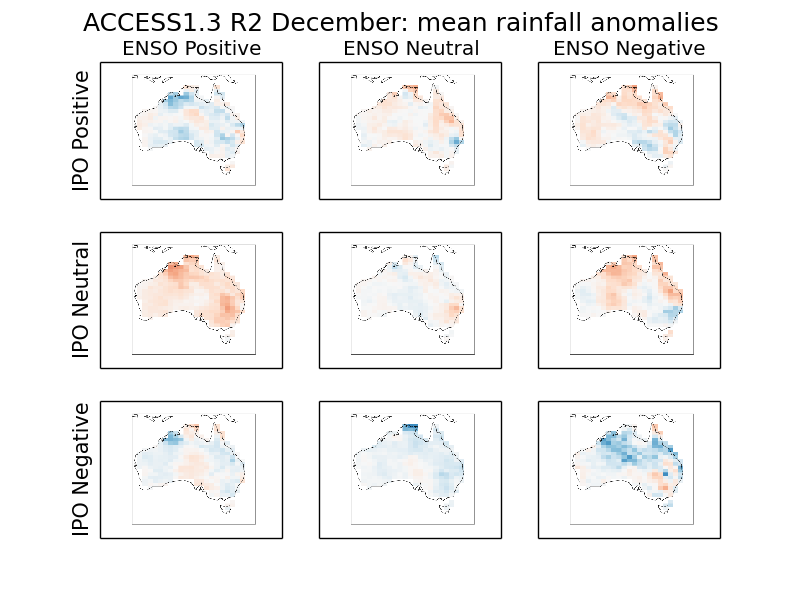 ACCESS1.3 R2 December: mean rainfall anomalies
ENSO Positive
ENSO Neutral
ENSO Negative
IPO Positive
IPO Neutral
IPO Negative